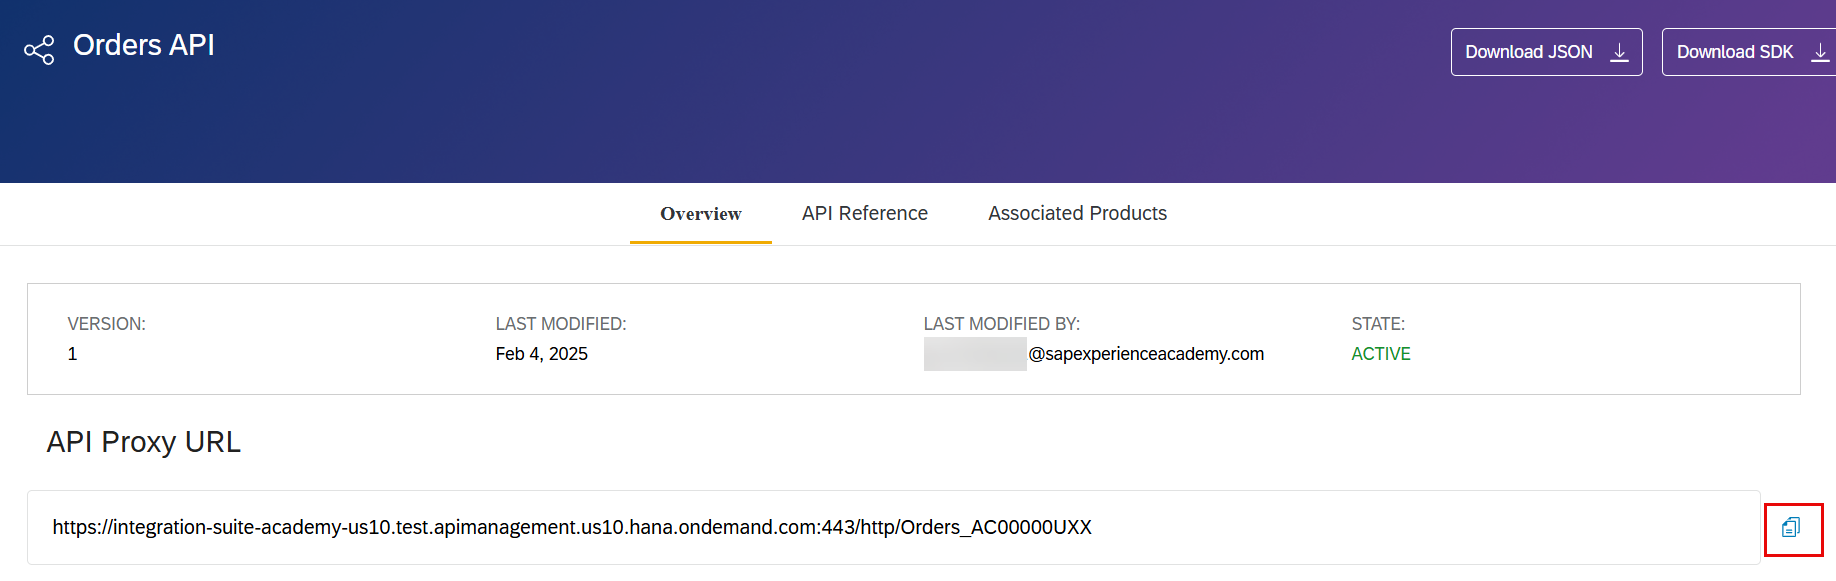 Orders API
Download JSON
Download SDK
Overview
API Reference
Associated Products
VERSION:
1
LAST MODIFIED:
Feb 4, 2025
LAST MODIFIED BY:
@sapexperienceacademy.com
STATE:
ACTIVE
API Proxy URL
https://integration-suite-academy-us10.test.apimanagement.us10.hana.ondemand.com:443/http/Orders_AC00000UXX